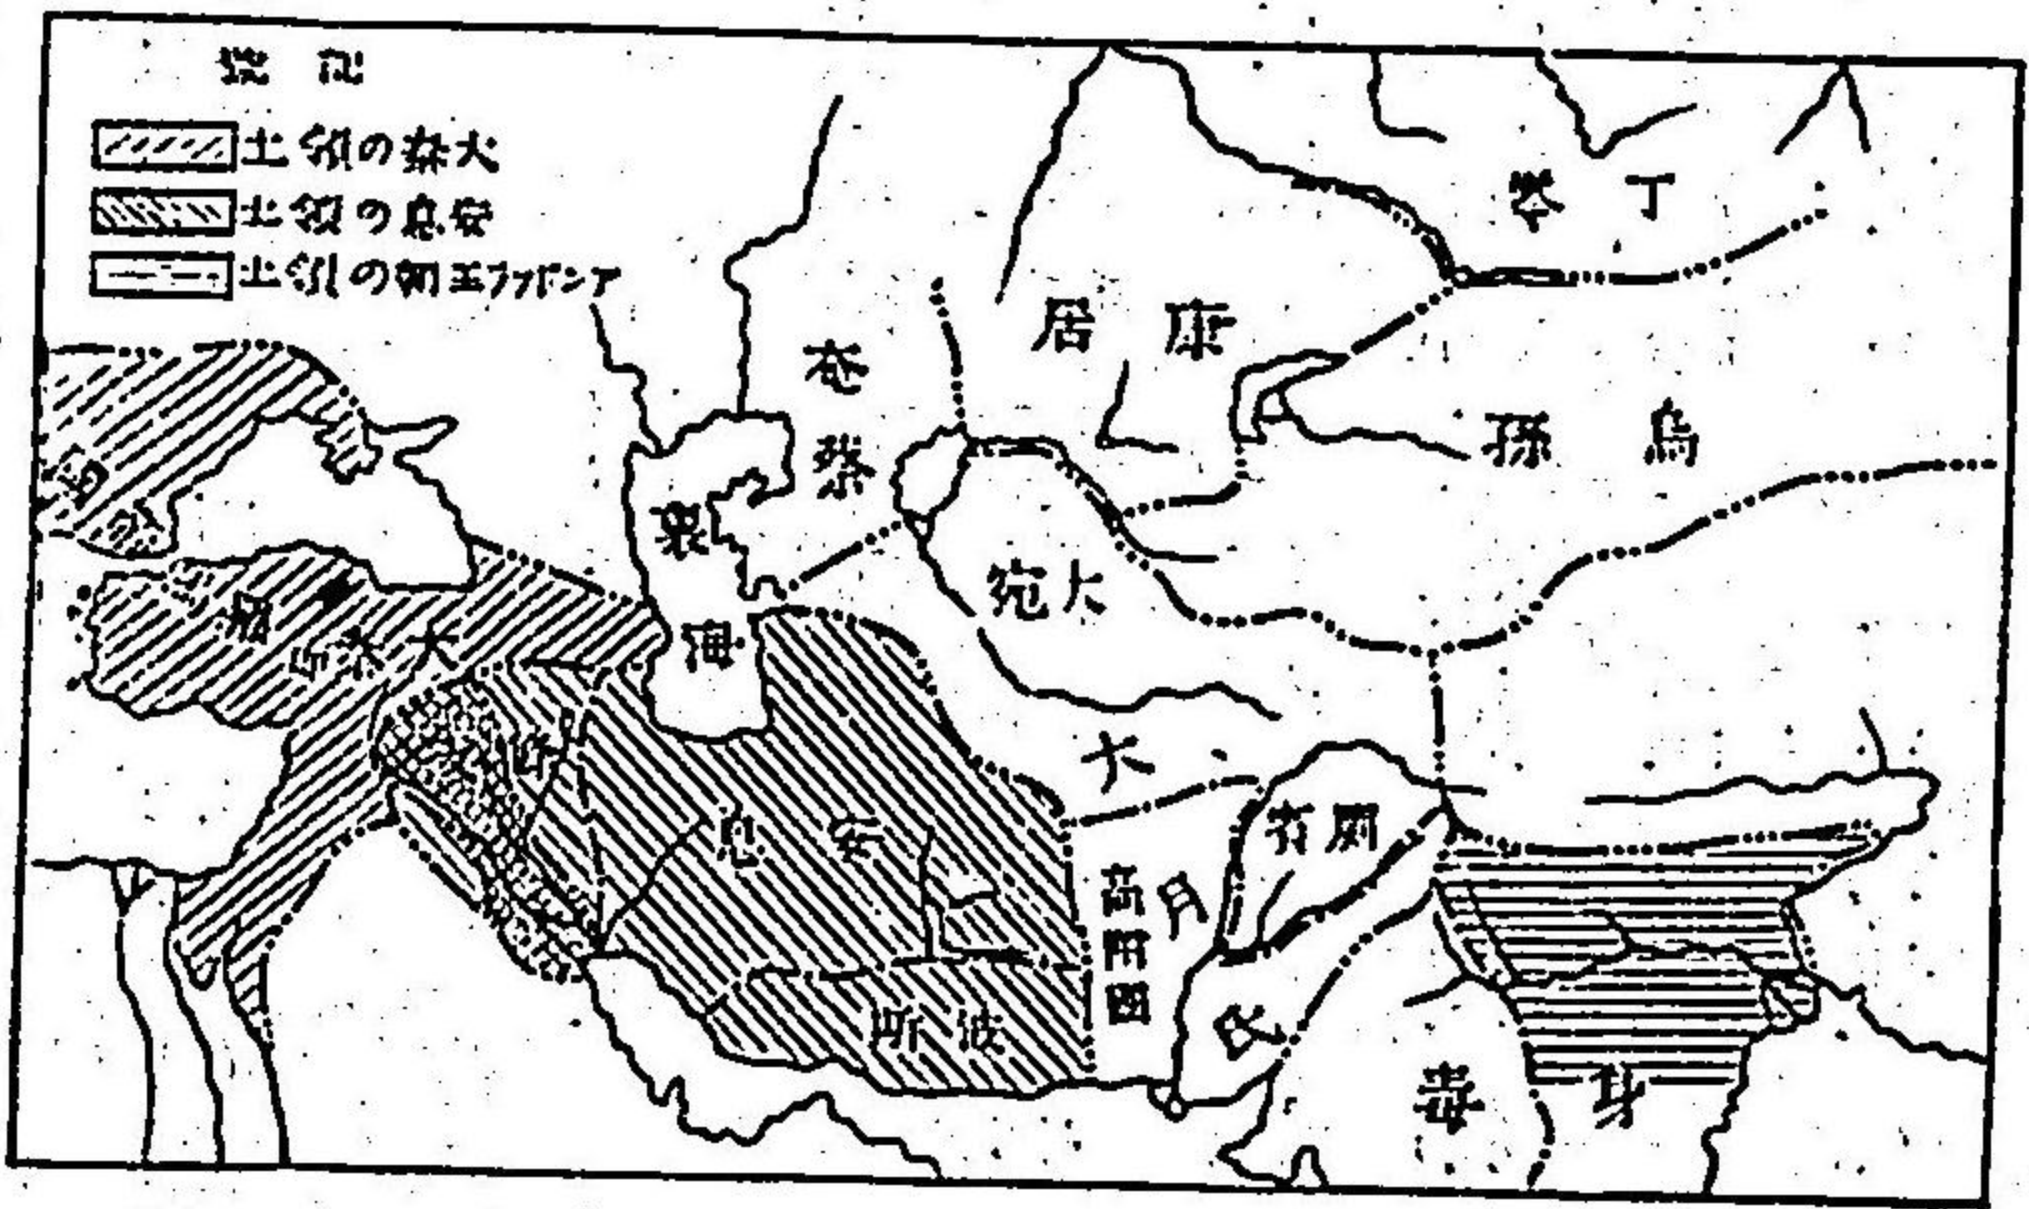 記號
大秦の領土
安息の領土
王朝の領土
丁零
康居
奄蔡
烏孫
裏海
大宛
大秦
安息
大月氏
高附國
波斯
身毒